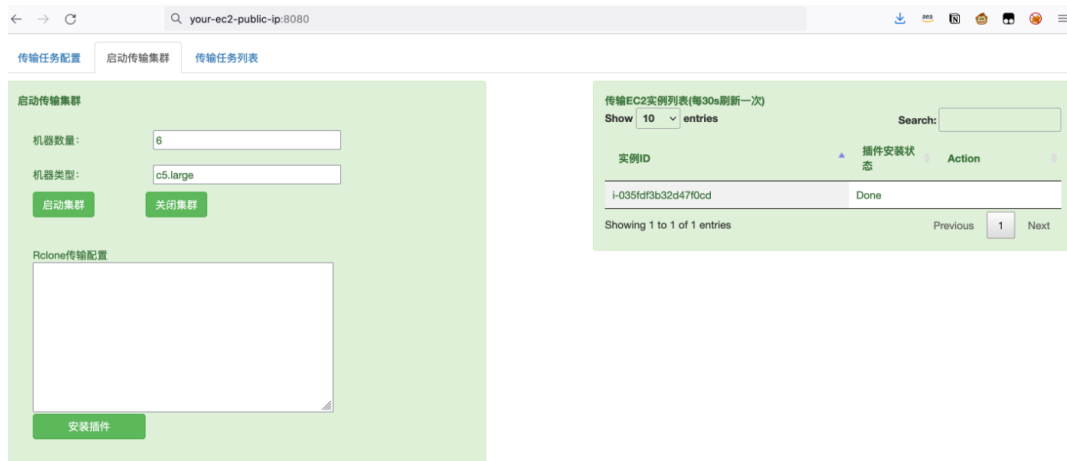 your-ec2-public-ip:8080
传输任务配置
启动传输集群
传输任务列表
启动传输集群
机器数量:
6
机器类型:
c5.large
启动集群
关闭集群
Rclone传输配置
安装插件
传输EC2实例列表(每30s刷新一次)
Show 10 entries
Search:
实例ID
插件安装状
态
Action
i-035fdf3b32d47f0cd
Done
Showing 1 to 1 of 1 entries
Previous 1 Next